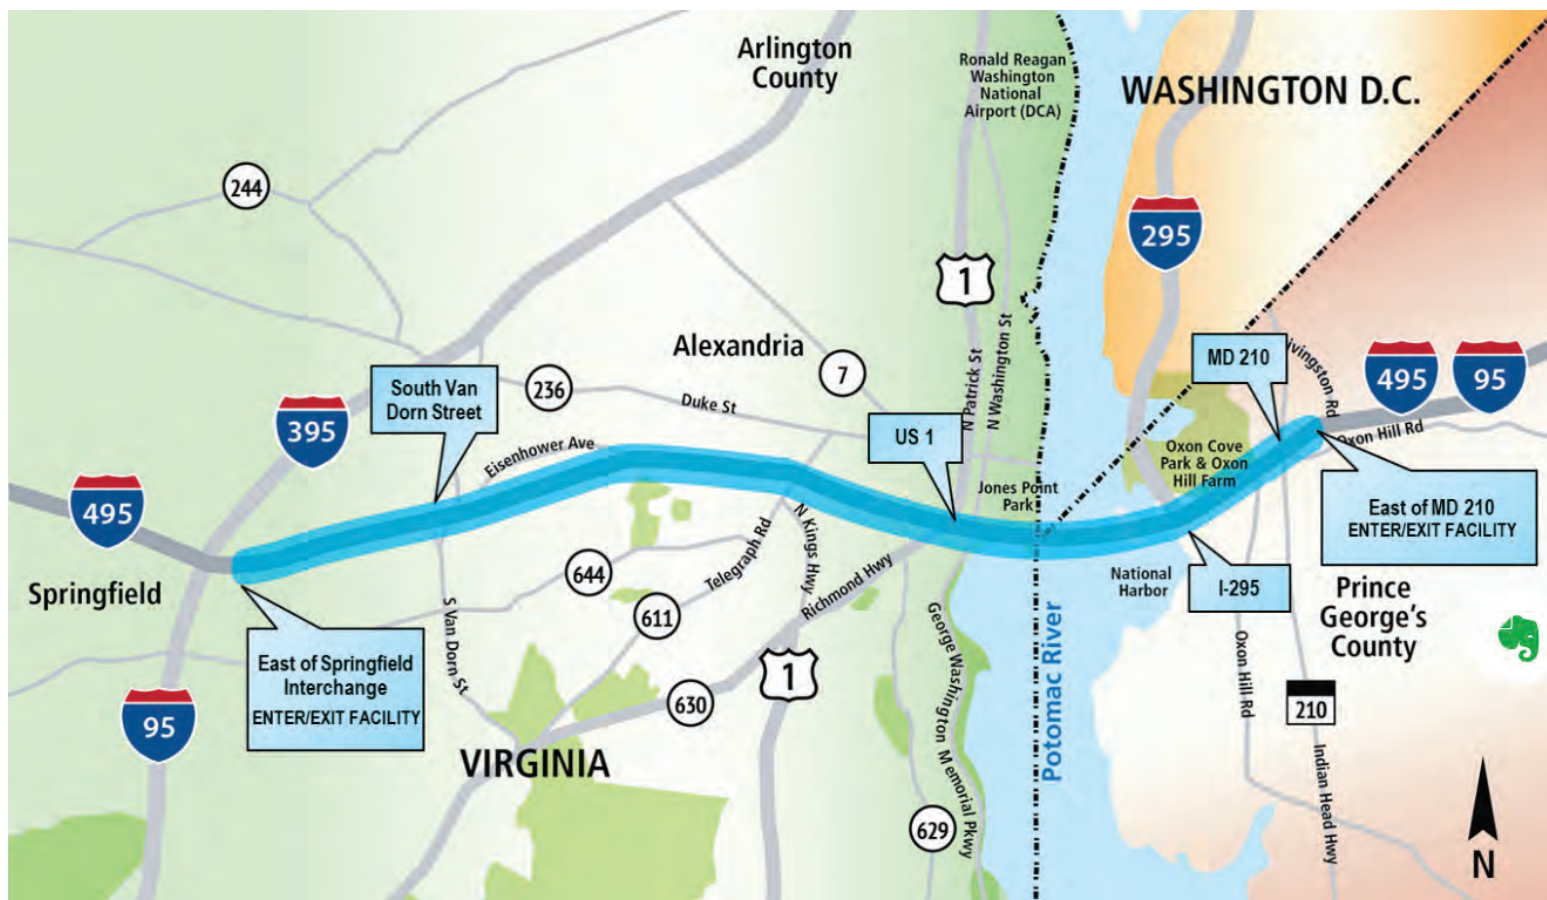 Arlington
County
Ronald Reagan
Washington
National
Airport (DCA)
WASHINGTON D.C.
244
295
1
N Patrick St
N Washington St
Alexandria
7
MD 210
495
95
South Van
Dorn Street
236
Duke St
US 1
395
Eisenhower Ave
Oxon Cove
Park & Oxon
Hill Farm
Oxon Hill Rd
Jones Point
Park
East of MD 210
ENTER/EXIT FACILITY
495
Telegraph Rd
N Kings Hwy
Richmond Hwy
644
National
Harbor
I-295
Springfield
Prince
George's
County
611
S Van Dorn St
George Washington Memorial Pkwy
Potomac River
Oxon Hill Rd
East of Springfield
Interchange
ENTER/EXIT FACILITY
1
630
210
95
VIRGINIA
Indian Head Hwy
629
N